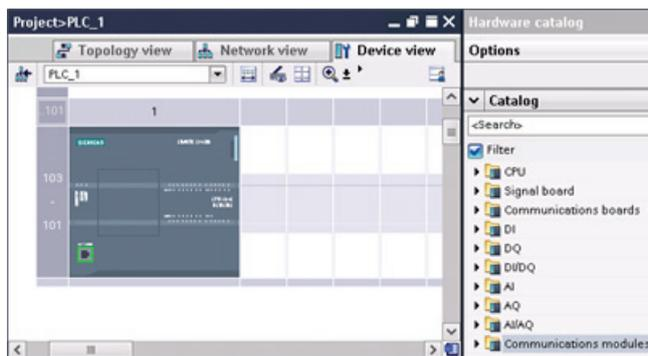 Project>PLC_1
Topology view
Network view
Device view
PLC_1
101
1
103
-
101
SIEMENS
Hardware catalog
Options
Catalog
<Search>
Filter
CPU
Signal board
Communications boards
DI
DQ
DI/DQ
AI
AQ
AI/AQ
Communications modules